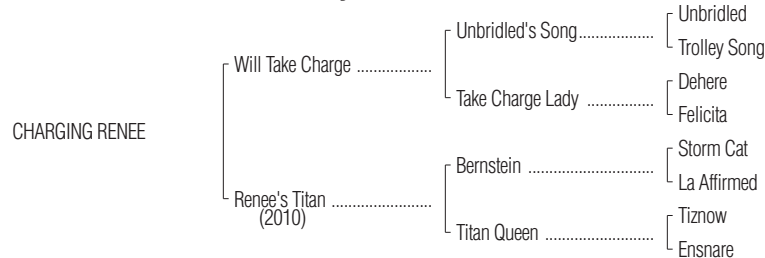 Unbridled
Unbridled's Song..................
Trolley Song
Will Take Charge ..................
Dehere
Take Charge Lady ................
Felicita
CHARGING RENEE
Storm Cat
Bernstein ..............................
La Affirmed
Renee's Titan ........................
(2010)
Tiznow
Titan Queen ..........................
Ensnare